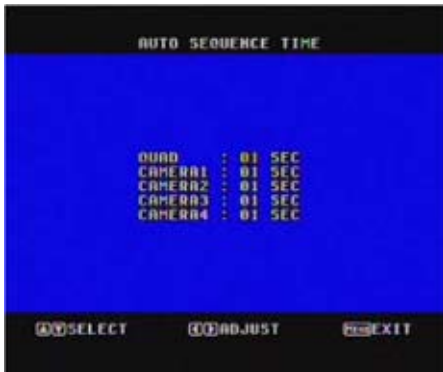 AUTO SEQUENCE TIME
QUAD : 01 SEC
CAMERA1 : 01 SEC
CAMERA2 : 01 SEC
CAMERA3 : 01 SEC
CAMERA4 : 01 SEC
SELECT ADJUST MENU EXIT